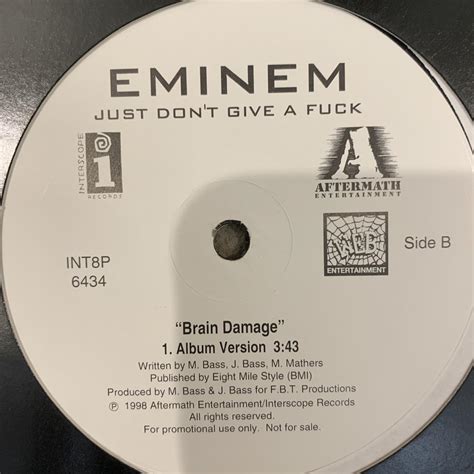 EMINEM
JUST DON'T GIVE A FUCK
INTERSCOPE
i
RECORDS
A
AFTERMATH
ENTERTAINMENT
INT8P
6434
WEB
ENTERTAINMENT
Side B
"Brain Damage"
1. Album Version 3:43
Written by M. Bass, J. Bass, M. Mathers
Published by Eight Mile Style (BMI)
Produced by M. Bass & J. Bass for F.B.T. Productions
℗ © 1998 Aftermath Entertainment/Interscope Records
All rights reserved.
For promotional use only. Not for sale.